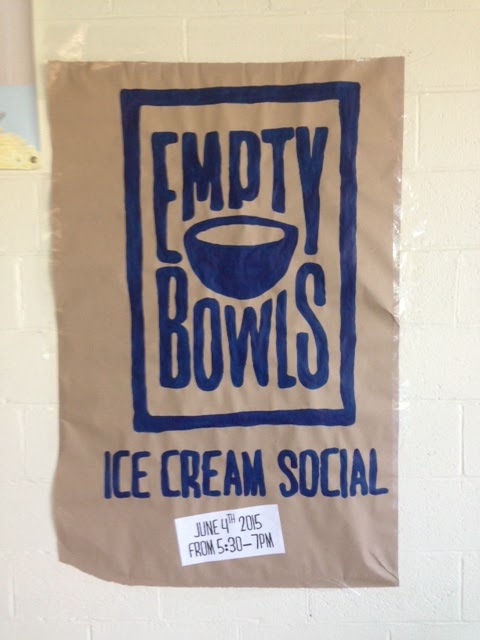 EMPTY
BOWLS
ICE CREAM SOCIAL
JUNE 4TH 2015
FROM 5:30-7PM